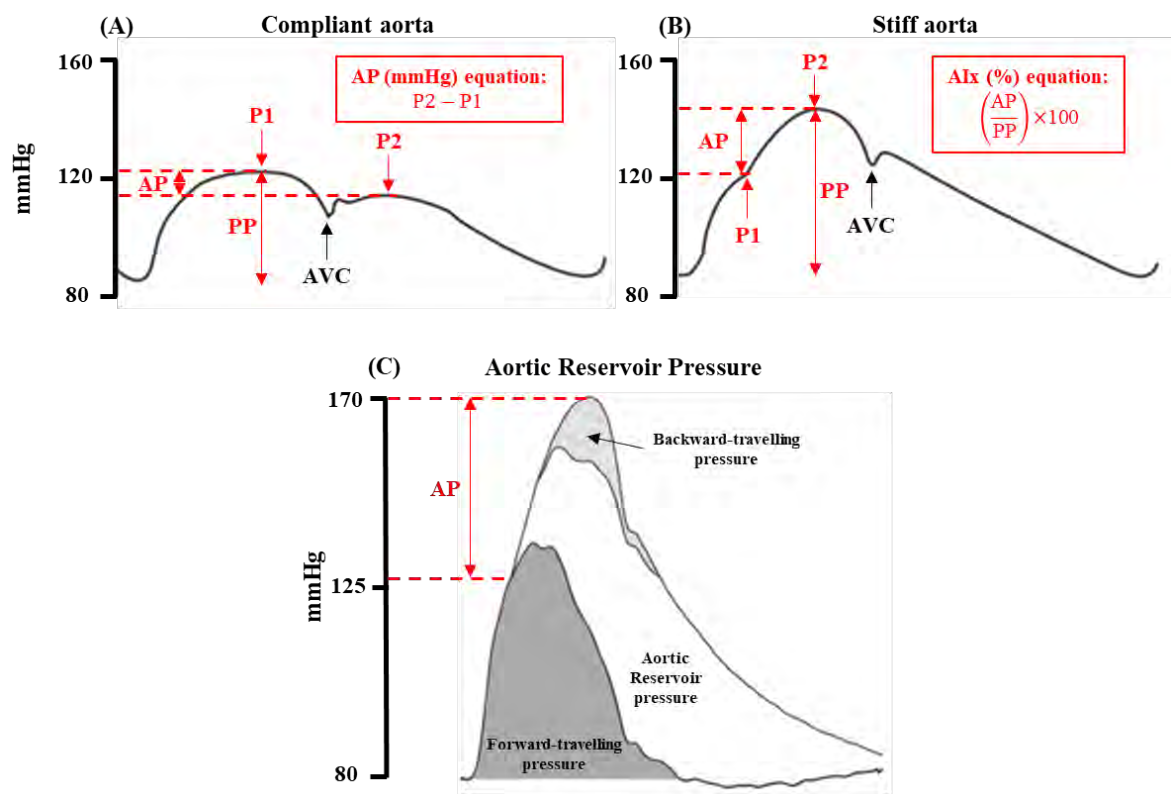 (A)
Compliant aorta
160
120
80
mmHg
AP (mmHg) equation:
P2 − P1
P1
P2
AP
PP
AVC
(B)
Stiff aorta
160
120
80
P2
AIx (%) equation:
(AP/PP) ×100
AP
PP
P1
AVC
(C)
Aortic Reservoir Pressure
170
125
80
mmHg
AP
Backward-travelling
pressure
Aortic
Reservoir
pressure
Forward-travelling
pressure